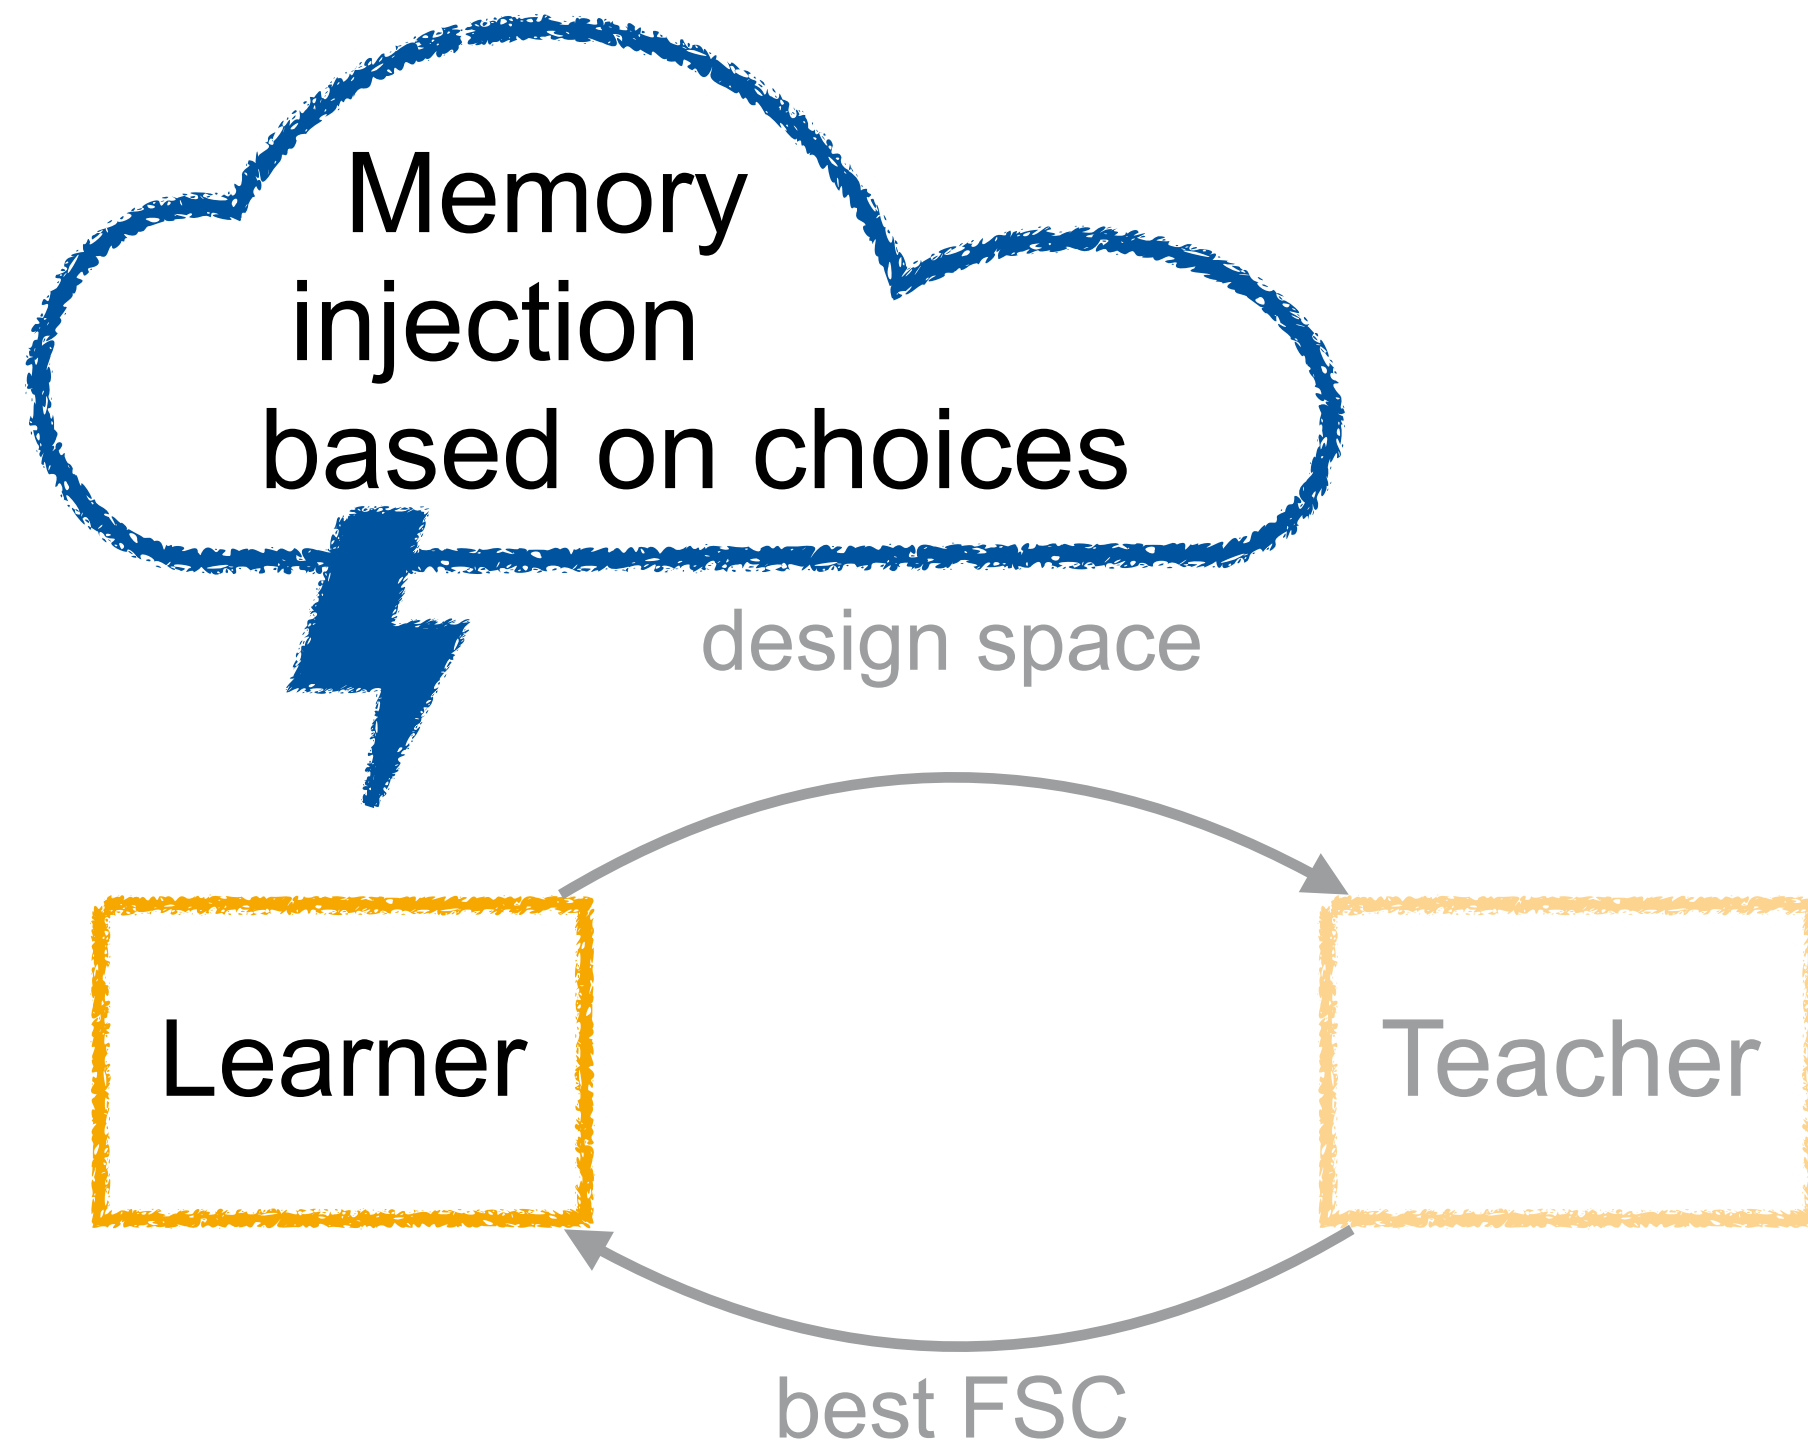 Memory
injection
based on choices
design space
Learner
Teacher
best FSC